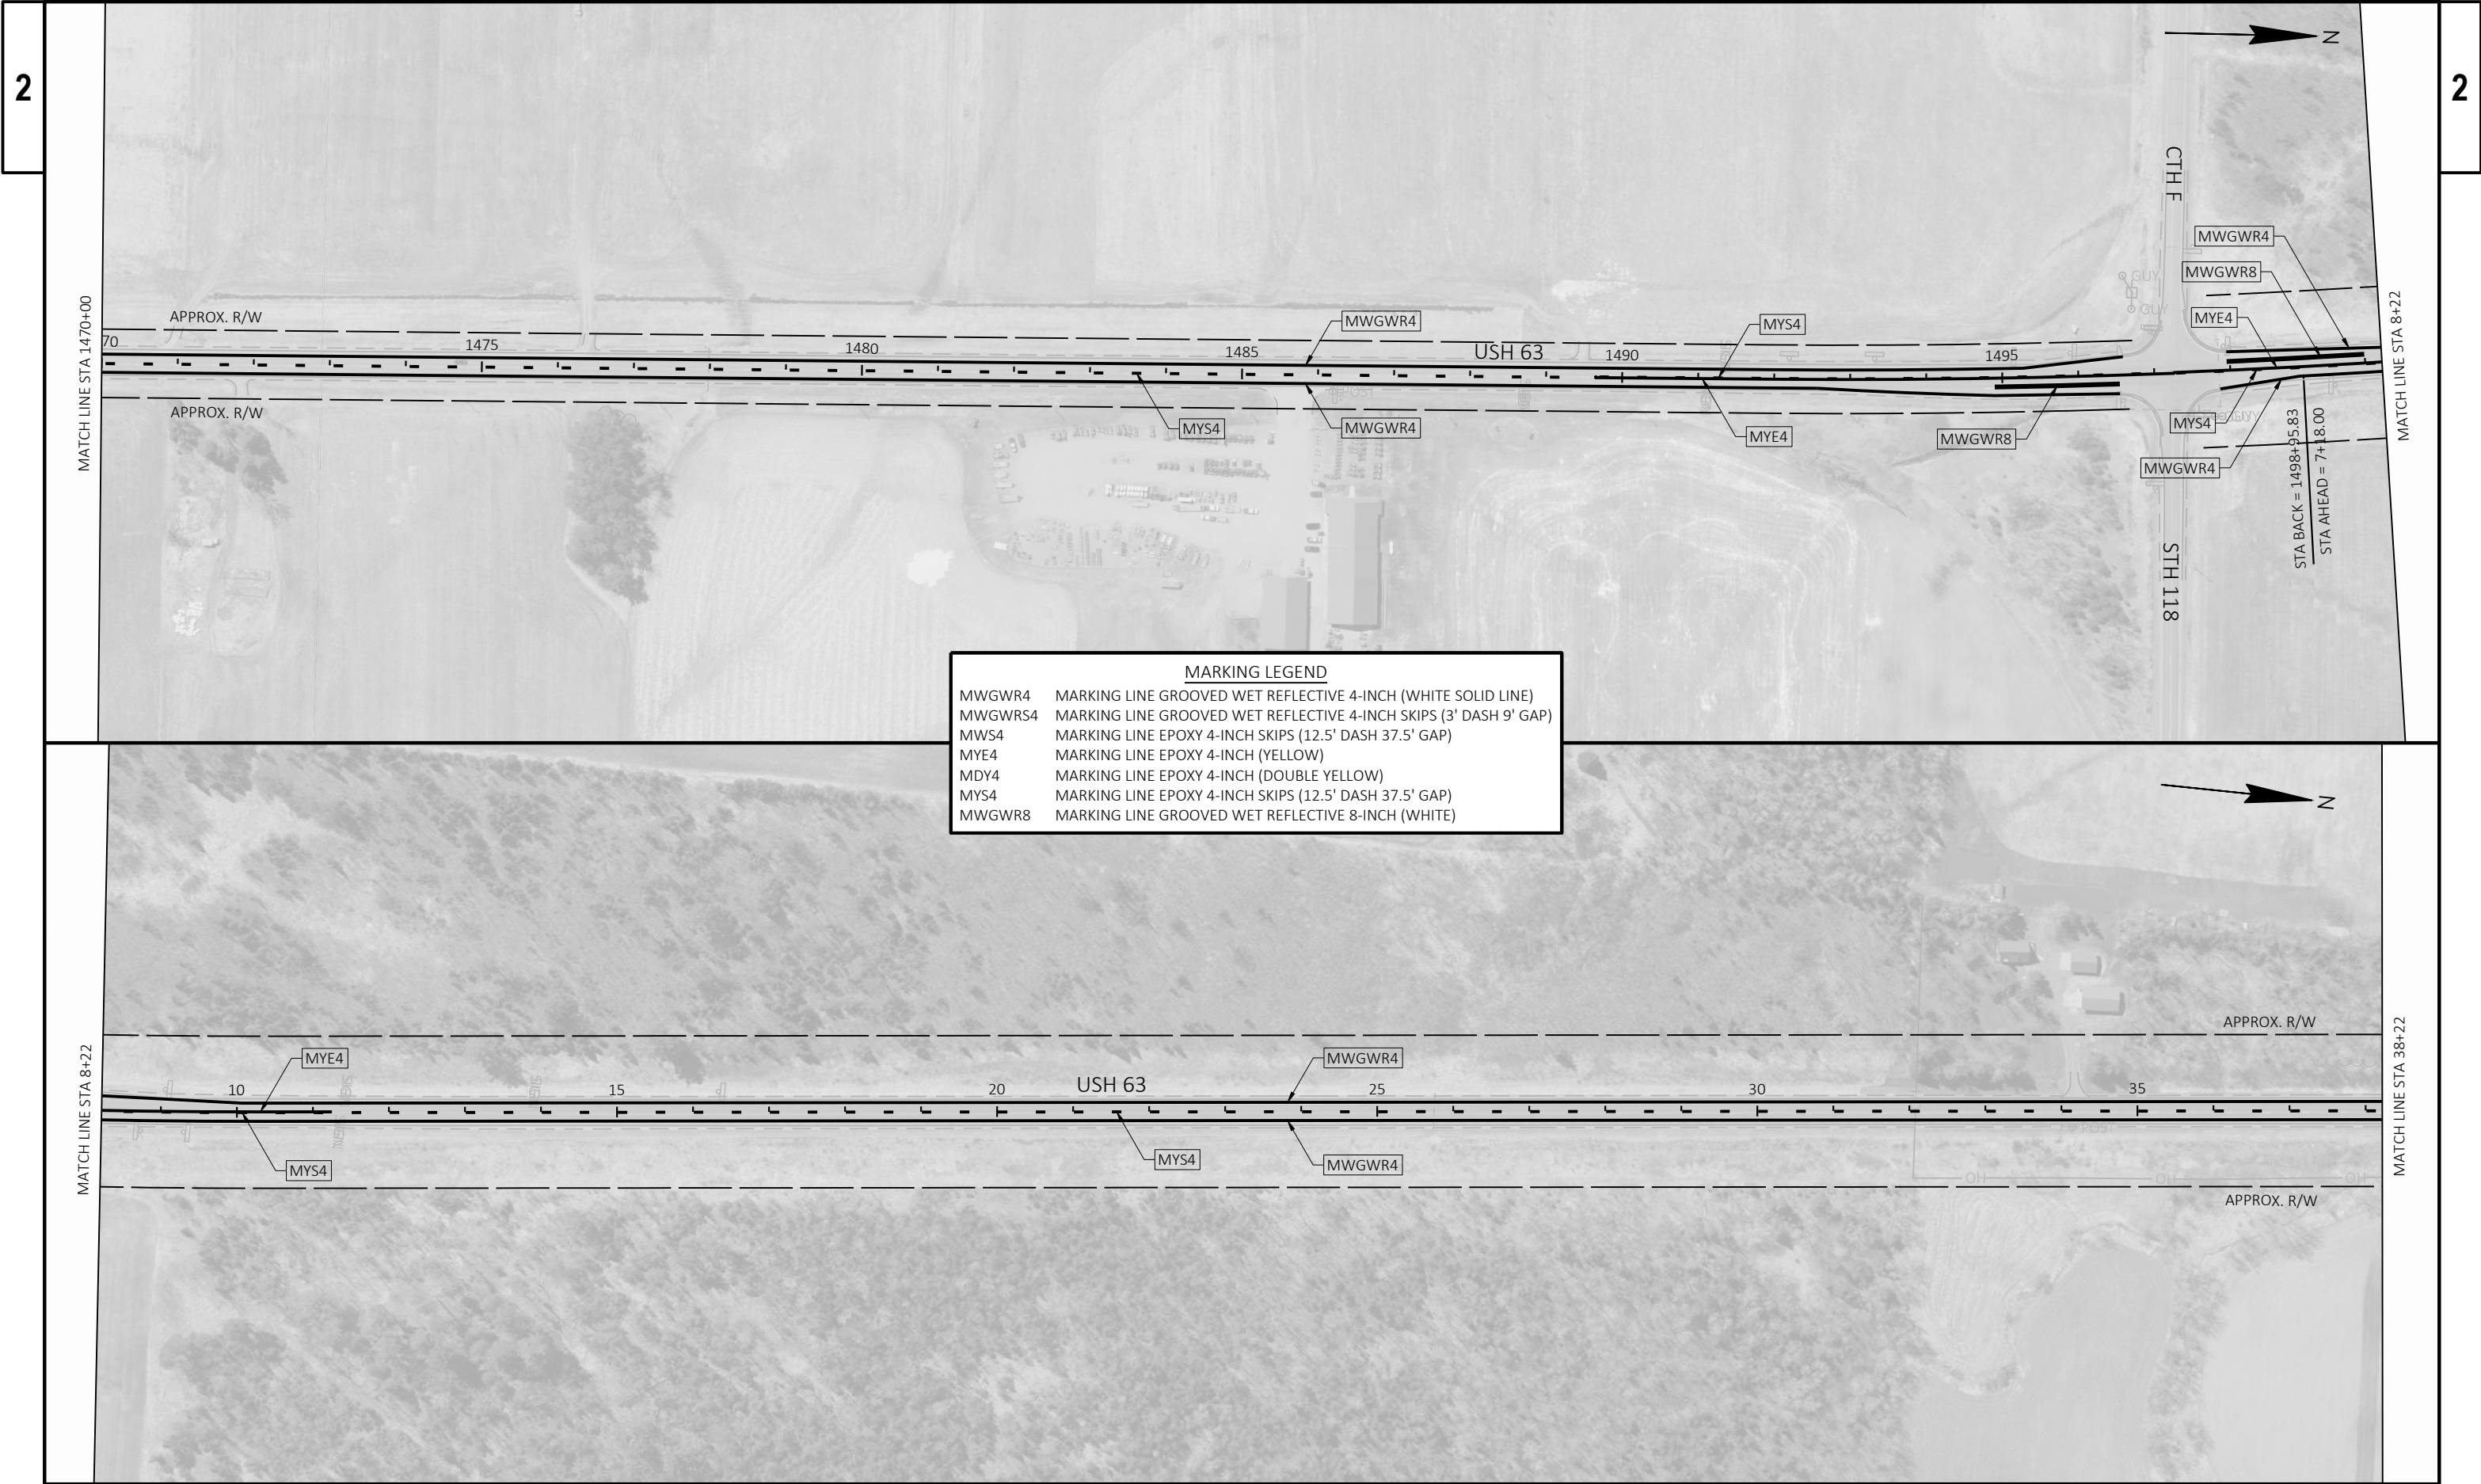 2
2
N
CTH F
MWGWR4
MWGWR8
GUY
GUY
MYE4
MATCH LINE STA 1470+00
APPROX. R/W
70
1475
1480
1485
MWGWR4
USH 63
1490
MYS4
1495
MATCH LINE STA 8+22
APPROX. R/W
MYS4
POST
MWGWR4
MYE4
MWGWR8
MYS4
MWGWR4
STA BACK = 1498+95.83
STA AHEAD = 7+18.00
STH 118
MARKING LEGEND
MWGWR4 MARKING LINE GROOVED WET REFLECTIVE 4-INCH (WHITE SOLID LINE)
MWGWRS4 MARKING LINE GROOVED WET REFLECTIVE 4-INCH SKIPS (3' DASH 9' GAP)
MWS4 MARKING LINE EPOXY 4-INCH SKIPS (12.5' DASH 37.5' GAP)
MYE4 MARKING LINE EPOXY 4-INCH (YELLOW)
MDY4 MARKING LINE EPOXY 4-INCH (DOUBLE YELLOW)
MYS4 MARKING LINE EPOXY 4-INCH SKIPS (12.5' DASH 37.5' GAP)
MWGWR8 MARKING LINE GROOVED WET REFLECTIVE 8-INCH (WHITE)
N
MATCH LINE STA 8+22
MYE4
10
15
20
USH 63
MWGWR4
25
30
35
APPROX. R/W
MATCH LINE STA 38+22
MYS4
MYS4
MWGWR4
POST
OH
OH
OH
APPROX. R/W